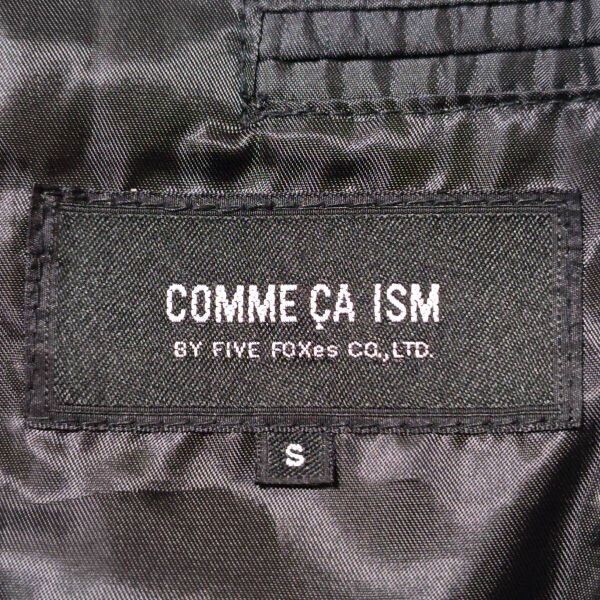 COMME ÇA ISM
BY FIVE FOXes CO.,LTD.
S